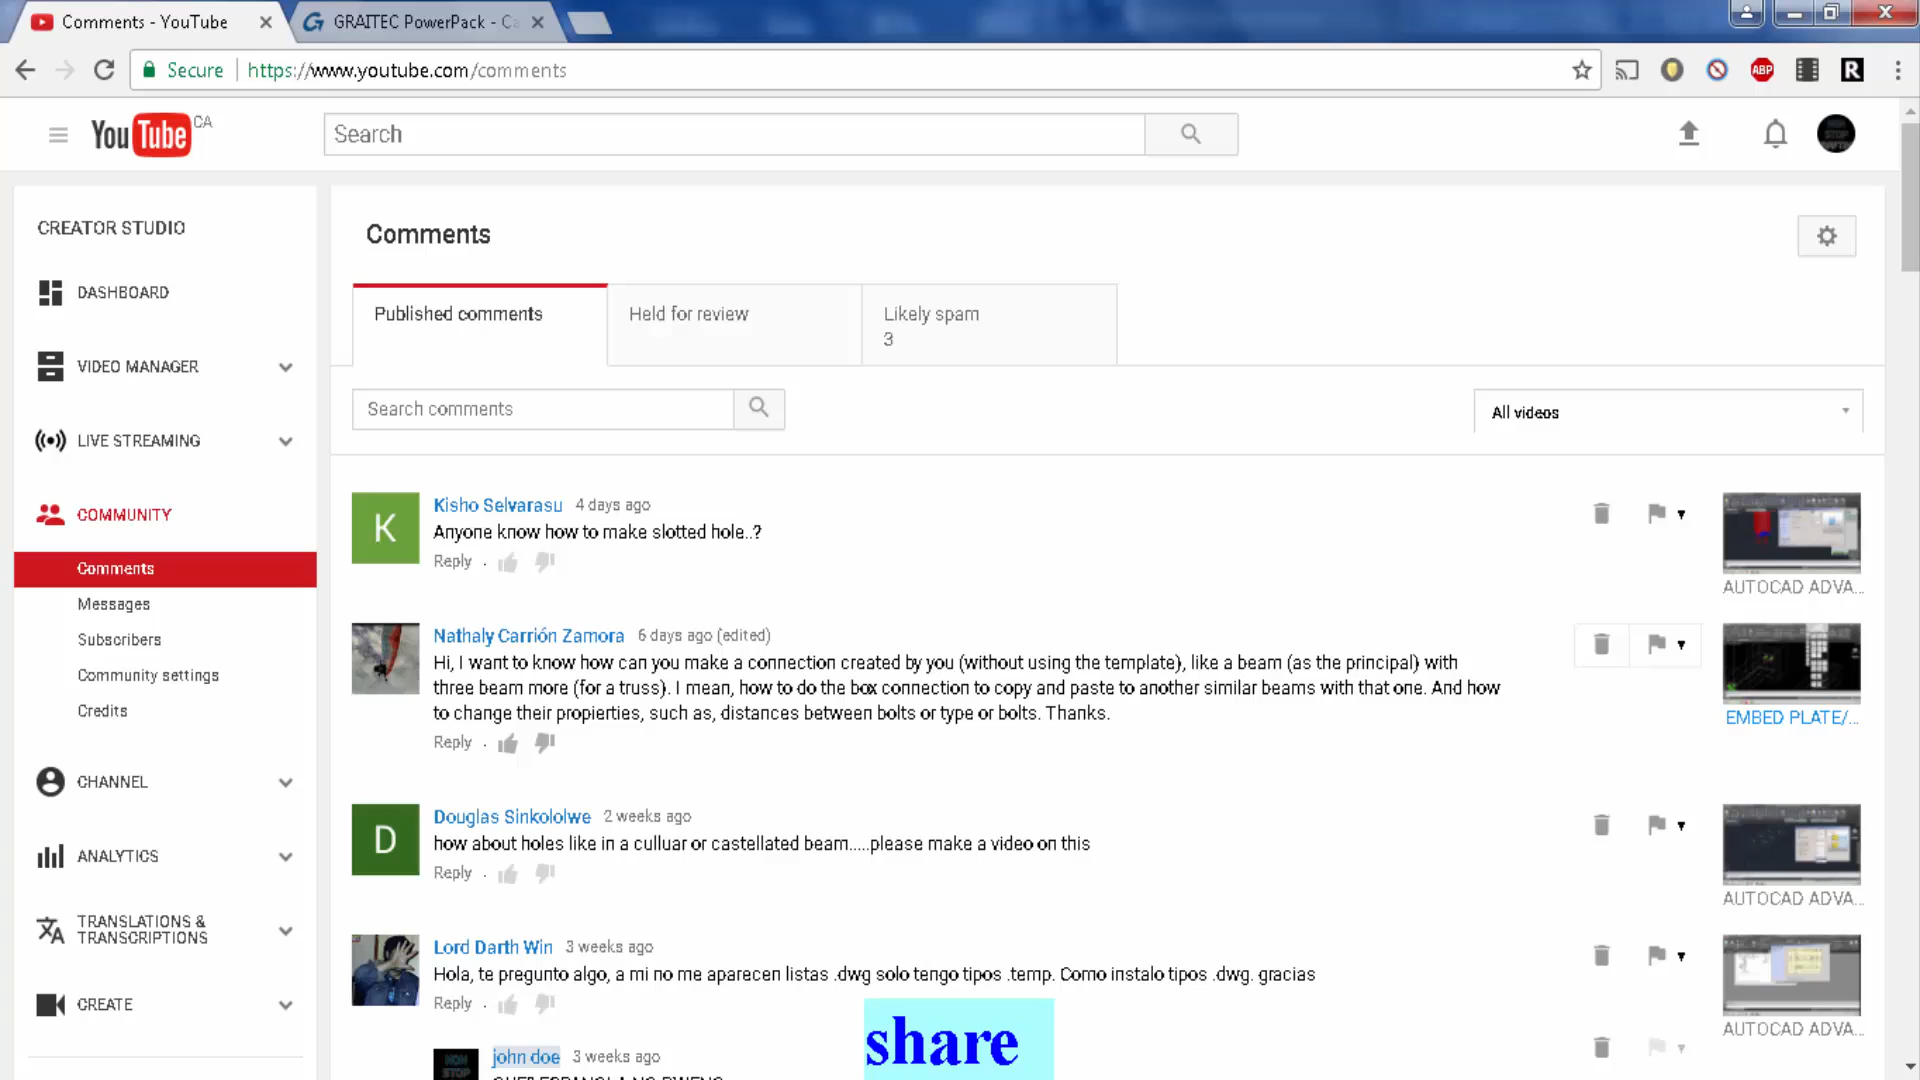 Comments - YouTube
GRAITEC PowerPack - Ca
Secure
https://www.youtube.com/comments
ABP
R
YouTube CA
Search
CREATOR STUDIO
DASHBOARD
VIDEO MANAGER
LIVE STREAMING
COMMUNITY
Comments
Messages
Subscribers
Community settings
Credits
CHANNEL
ANALYTICS
TRANSLATIONS &
TRANSCRIPTIONS
CREATE
Comments
Published comments
Held for review
Likely spam
3
Search comments
All videos
K
Kisho Selvarasu 4 days ago
Anyone know how to make slotted hole..?
Reply .
AUTOCAD ADVA...
Nathaly Carrión Zamora 6 days ago (edited)
Hi, I want to know how can you make a connection created by you (without using the template), like a beam (as the principal) with
three beam more (for a truss). I mean, how to do the box connection to copy and paste to another similar beams with that one. And how
to change their propierties, such as, distances between bolts or type or bolts. Thanks.
Reply .
EMBED PLATE/...
D
Douglas Sinkololwe 2 weeks ago
how about holes like in a culluar or castellated beam.....please make a video on this
Reply .
AUTOCAD ADVA...
Lord Darth Win 3 weeks ago
Hola, te pregunto algo, a mi no me aparecen listas .dwg solo tengo tipos .temp. Como instalo tipos .dwg. gracias
Reply .
AUTOCAD ADVA...
NON
STOP
john doe 3 weeks ago
share